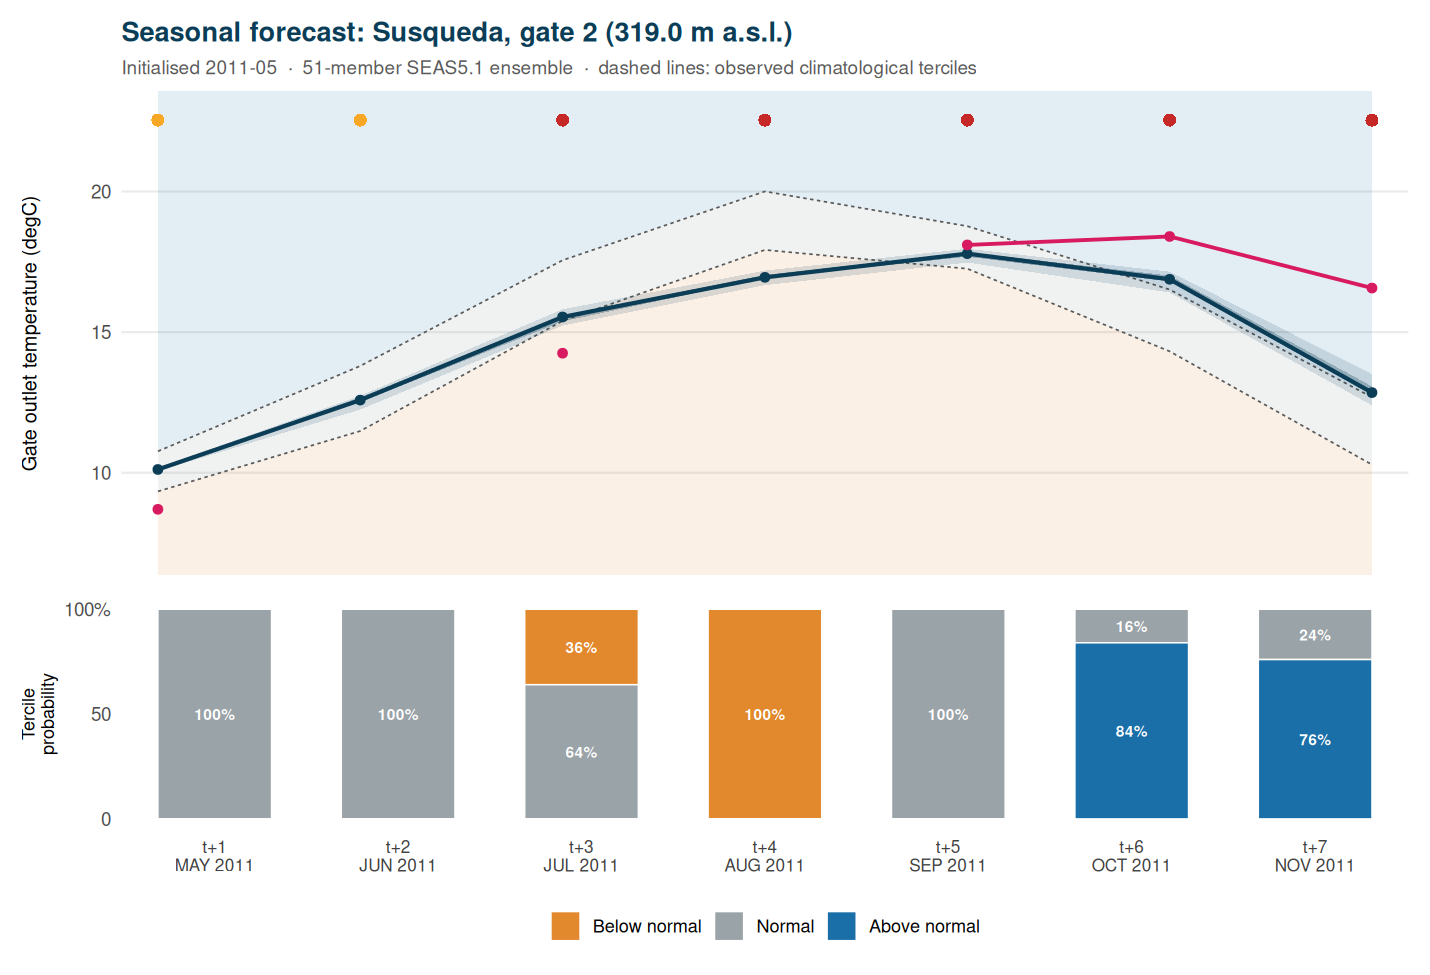 Seasonal forecast: Susqueda, gate 2 (319.0 m a.s.l.)
Initialised 2011-05 · 51-member SEAS5.1 ensemble · dashed lines: observed climatological terciles
Gate outlet temperature (degC)
20
15
10
Tercile
probability
100%
50
0
100%
100%
36%
64%
100%
100%
16%
84%
24%
76%
t+1
MAY 2011
t+2
JUN 2011
t+3
JUL 2011
t+4
AUG 2011
t+5
SEP 2011
t+6
OCT 2011
t+7
NOV 2011
Below normal
Normal
Above normal